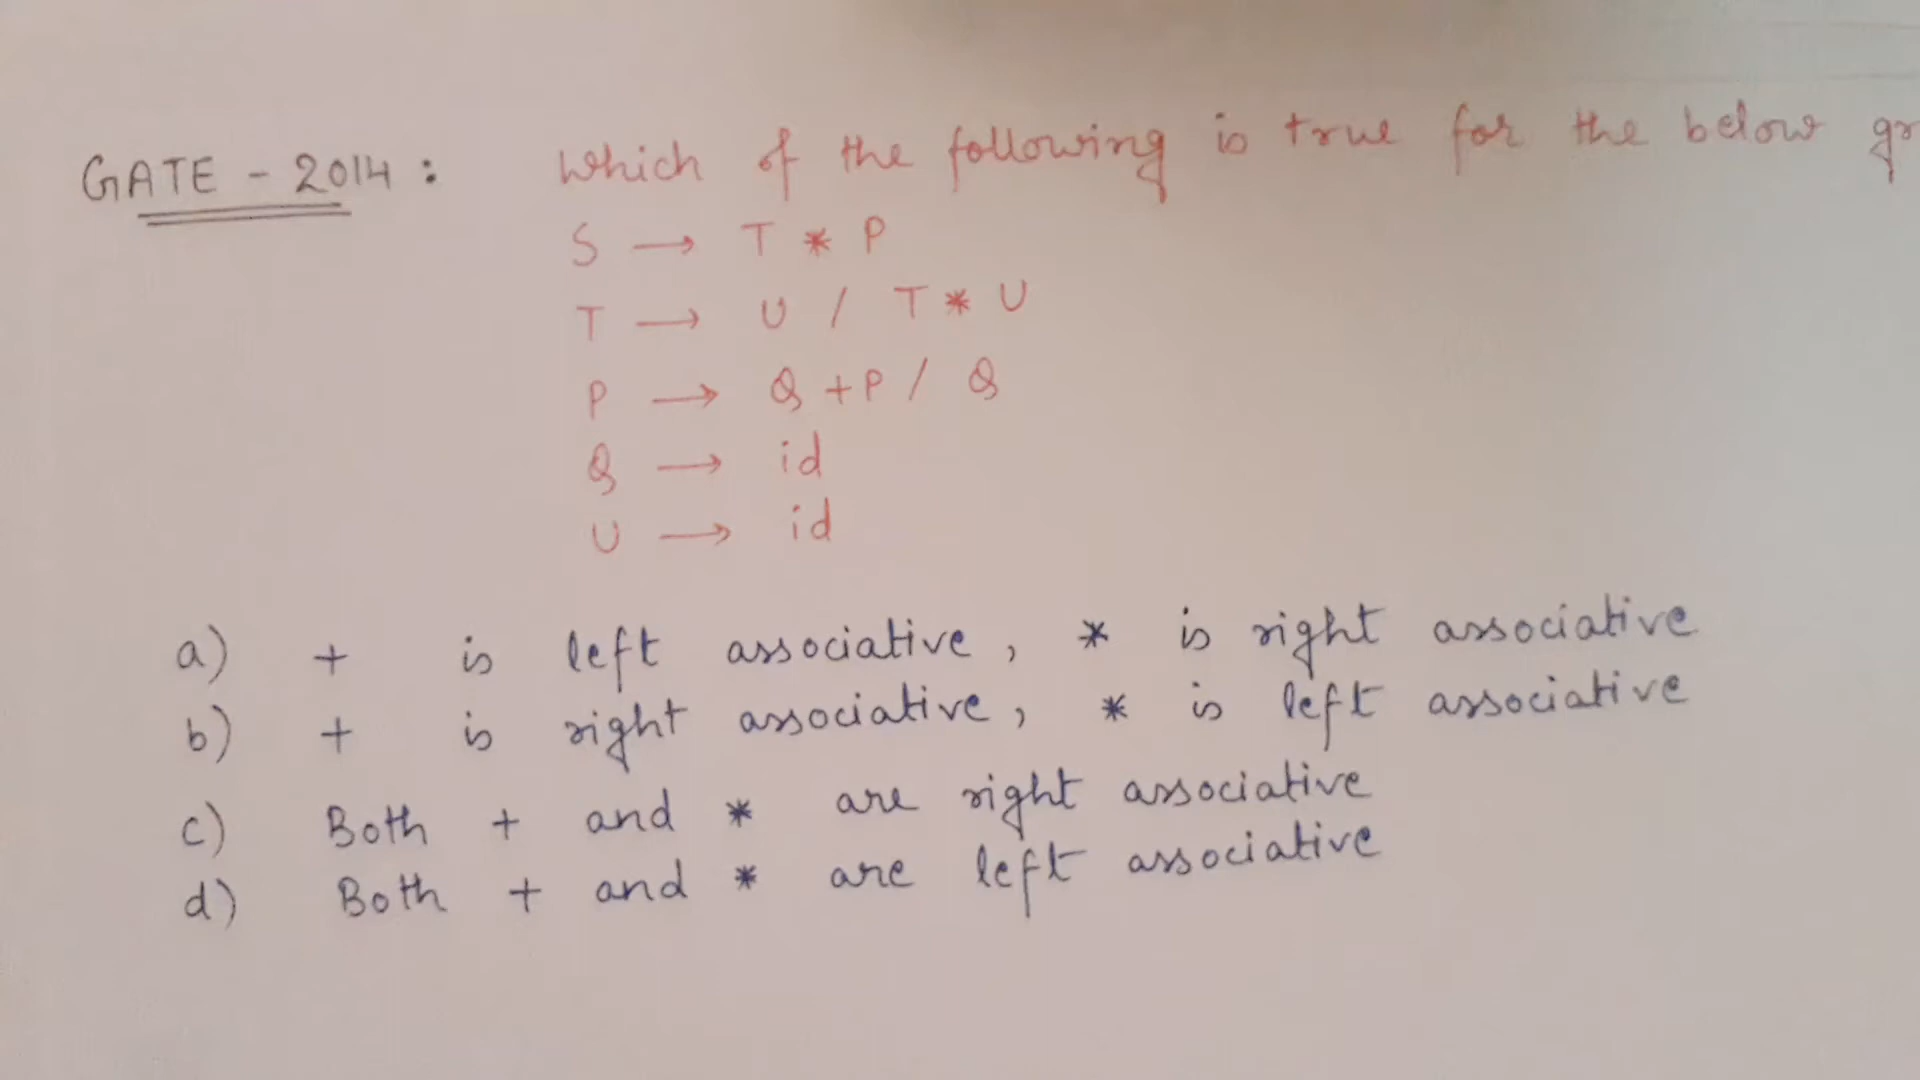 GATE - 2014 : Which of the following is true for the below gr
S → T * P
T → U / T * U
P → Q + P / Q
Q → id
U → id
a) + is left associative, * is right associative
b) + is right associative, * is left associative
c) Both + and * are right associative
d) Both + and * are left associative